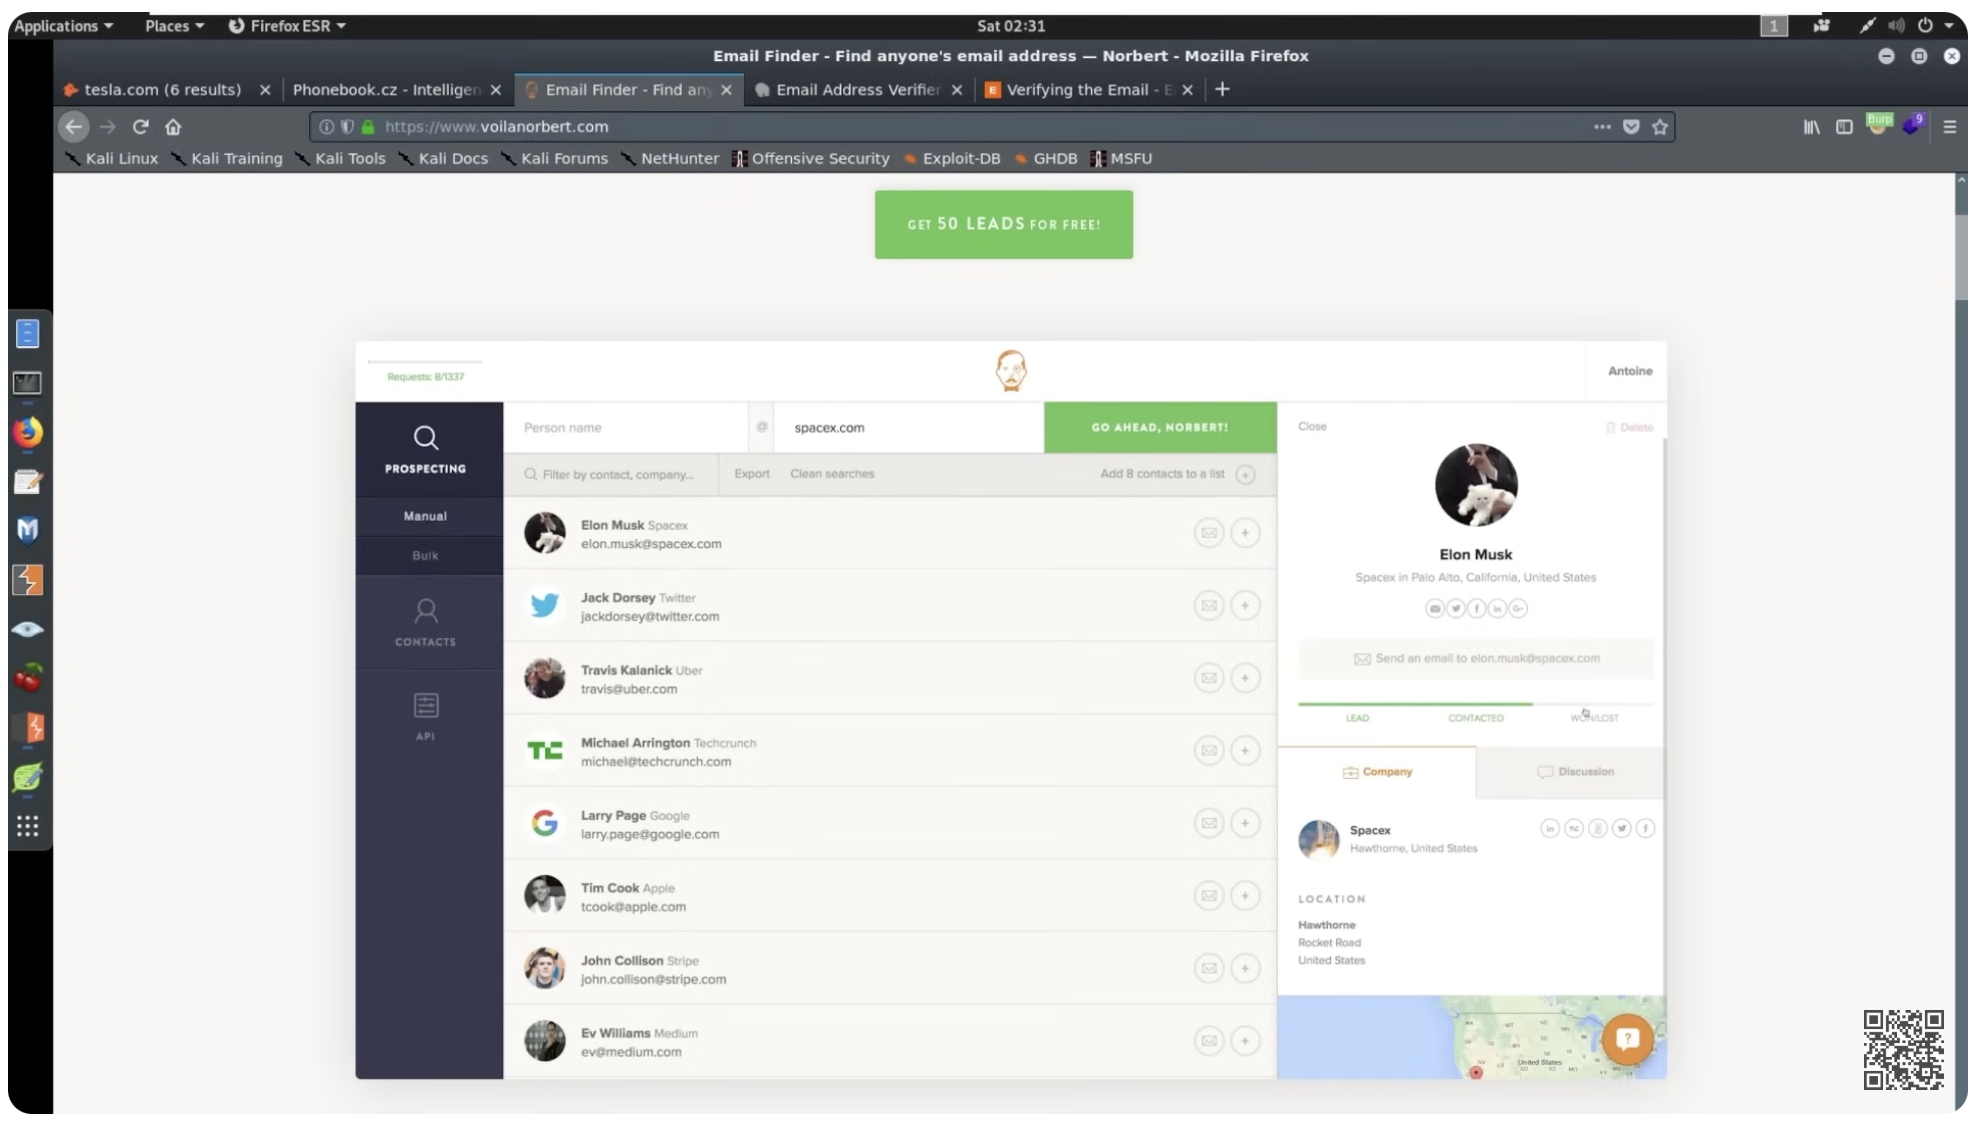 Applications Places Firefox ESR Sat 02:31 1
Email Finder - Find anyone's email address — Norbert - Mozilla Firefox
tesla.com (6 results) Phonebook.cz - Intelligen Email Finder - Find any Email Address Verifier Verifying the Email - E
https://www.voilanorbert.com Burp 9
Kali Linux Kali Training Kali Tools Kali Docs Kali Forums NetHunter Offensive Security Exploit-DB GHDB MSFU
GET 50 LEADS FOR FREE!
Requests: 8/1337
Antoine
PROSPECTING
Manual
Bulk
CONTACTS
API
Person name @ spacex.com GO AHEAD, NORBERT!
Filter by contact, company... Export Clean searches Add 8 contacts to a list
Elon Musk Spacex
elon.musk@spacex.com
Jack Dorsey Twitter
jackdorsey@twitter.com
Travis Kalanick Uber
travis@uber.com
Michael Arrington Techcrunch
michael@techcrunch.com
Larry Page Google
larry.page@google.com
Tim Cook Apple
tcook@apple.com
John Collison Stripe
john.collison@stripe.com
Ev Williams Medium
ev@medium.com
Close Delete
Elon Musk
Spacex in Palo Alto, California, United States
Send an email to elon.musk@spacex.com
LEAD CONTACTED WON/LOST
Company Discussion
Spacex
Hawthorne, United States
LOCATION
Hawthorne
Rocket Road
United States
United States